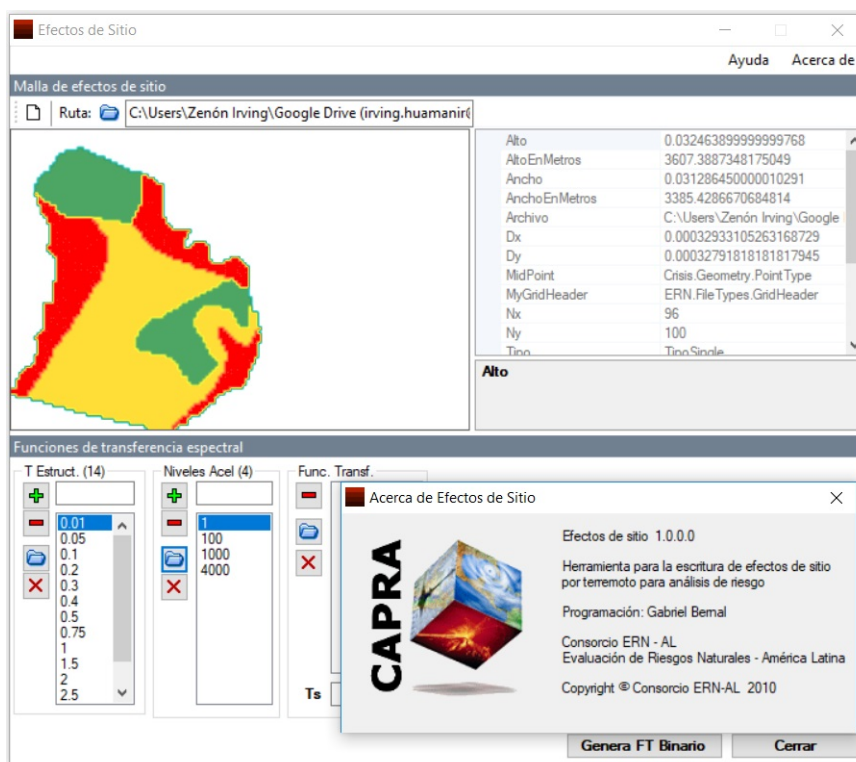 Efectos de Sitio
Ayuda Acerca de
Malla de efectos de sitio
Ruta: C:\Users\Zenón Irving\Google Drive (irving.huamanir@
Alto 0.032463899999999768
AltoEnMetros 3607.3887348175049
Ancho 0.031286450000010291
AnchoEnMetros 3385.4286670684814
Archivo C:\Users\Zenón Irving\Google
Dx 0.00032933105263168729
Dy 0.00032791818181817945
MidPoint Crisis.Geometry.PointType
MyGridHeader ERN.FileTypes.GridHeader
Nx 96
Ny 100
Tipo TipoSingle
Alto
Funciones de transferencia espectral
T Estruct. (14)
0.01
0.05
0.1
0.2
0.3
0.4
0.5
0.75
1
1.5
2
2.5
Niveles Acel (4)
1
100
1000
4000
Func. Transf.
Ts
Acerca de Efectos de Sitio
CAPRA
Efectos de sitio 1.0.0.0
Herramienta para la escritura de efectos de sitio
por terremoto para análisis de riesgo
Programación: Gabriel Bernal
Consorcio ERN - AL
Evaluación de Riesgos Naturales - América Latina
Copyright © Consorcio ERN-AL 2010
Genera FT Binario
Cerrar